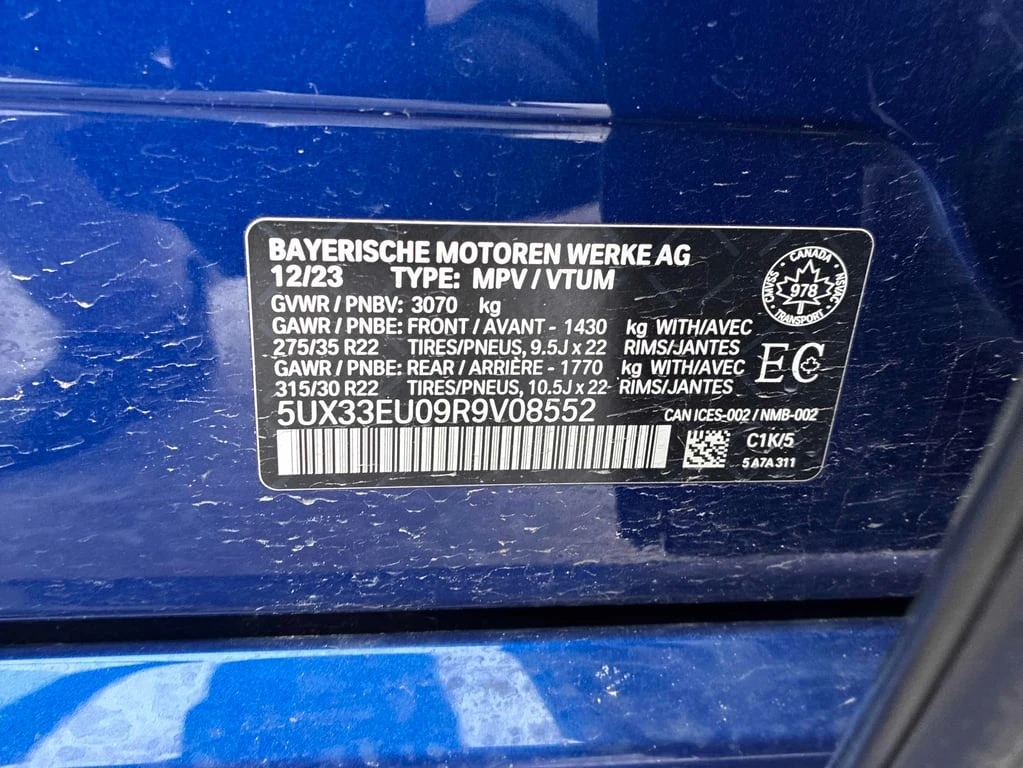 BAYERISCHE MOTOREN WERKE AG
12/23 TYPE: MPV / VTUM
GVWR / PNBV: 3070 kg
GAWR / PNBE: FRONT / AVANT - 1430 kg WITH/AVEC
275/35 R22 TIRES/PNEUS, 9.5J x 22 RIMS/JANTES
GAWR / PNBE: REAR / ARRIÈRE - 1770 kg WITH/AVEC
315/30 R22 TIRES/PNEUS, 10.5J x 22 RIMS/JANTES
5UX33EU09R9V08552
CANADA
CMVSS
NSVAC
978
T
TRANSPORT
EC
CAN ICES-002 / NMB-002
C1K/5
5A7A311